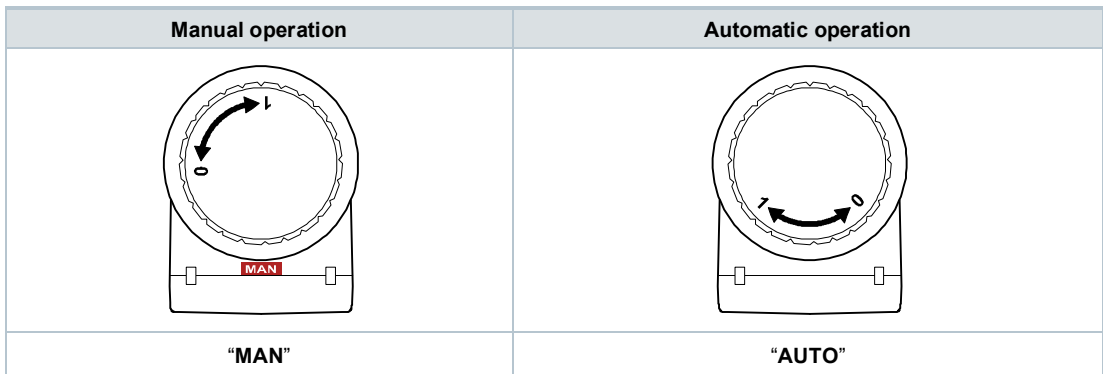 Manual operation
Automatic operation
1
0
MAN
1
0
“MAN”
“AUTO”